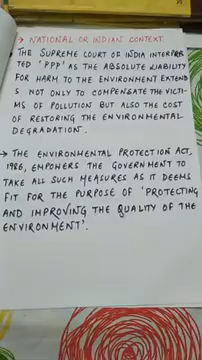 → NATIONAL OR INDIAN CONTEXT.
THE SUPREME COURT OF INDIA INTERPRE
TED 'PPP' AS THE ABSOLUTE LIABILITY
FOR HARM TO THE ENVIRONMENT EXTEND
S NOT ONLY TO COMPENSATE THE VICTI-
MS OF POLLUTION BUT ALSO THE COST
OF RESTORING THE ENVIRONMENTAL
DEGRADATION.
→ THE ENVIRONMENTAL PROTECTION ACT,
1986, EMPOWERS THE GOVERNMENT TO
TAKE ALL SUCH MEASURES AS IT DEEMS
FIT FOR THE PURPOSE OF 'PROTECTING
AND IMPROVING THE QUALITY OF THE
ENVIRONMENT'.